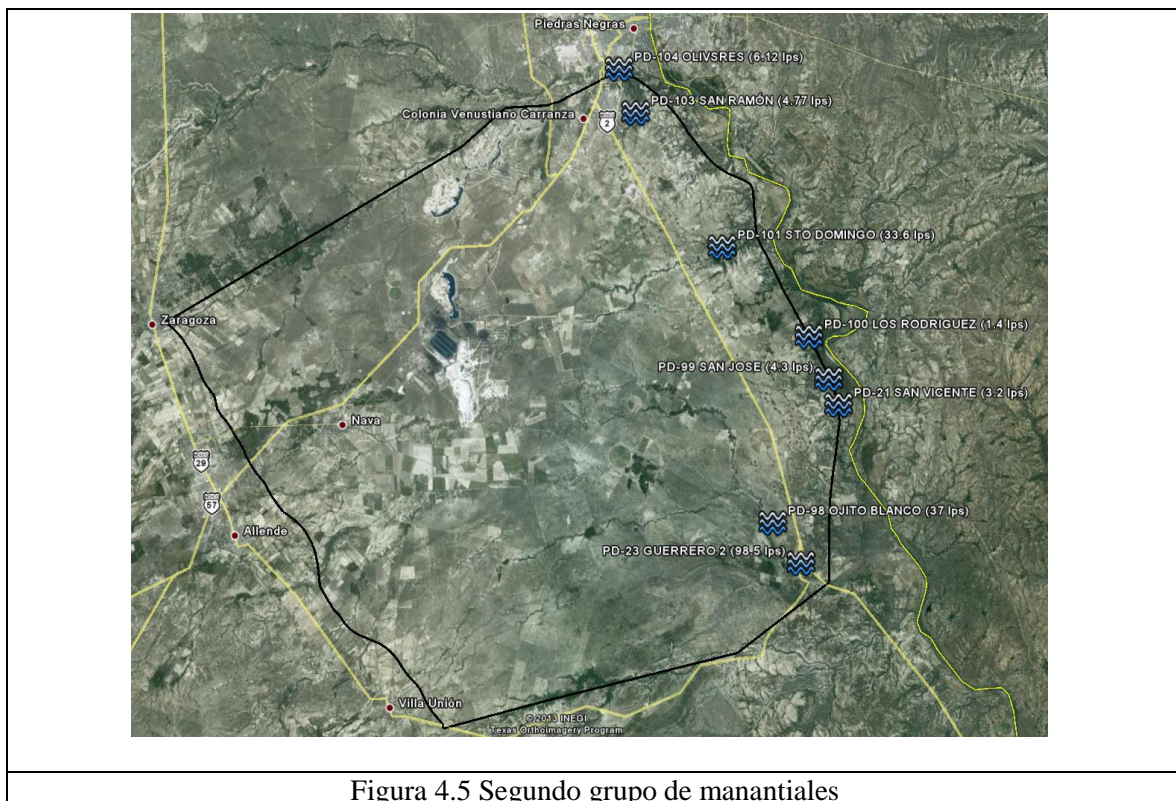 Piedras Negras
PD-104 OLIVSRES (6.12 lps)
PD-103 SAN RAMÓN (4.77 lps)
Colonia Venustiano Carranza
2
PD-101 STO DOMINGO (33.6 lps)
Zaragoza
PD-100 LOS RODRIGUEZ (1.4 lps)
PD-99 SAN JOSE (4.3 lps)
PD-21 SAN VICENTE (3.2 lps)
Nava
29
57
PD-98 OJITO BLANCO (37 lps)
Allende
PD-23 GUERRERO 2 (98.5 lps)
Villa Unión
© 2013 INEGI
Texas Orthoimagery Program
Figura 4.5 Segundo grupo de manantiales